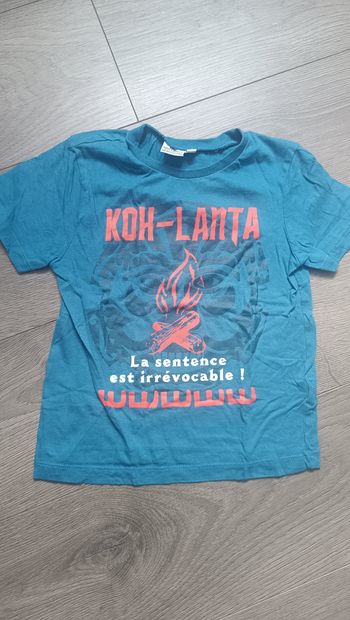 KOH-LANTA
La sentence
est irrévocable !